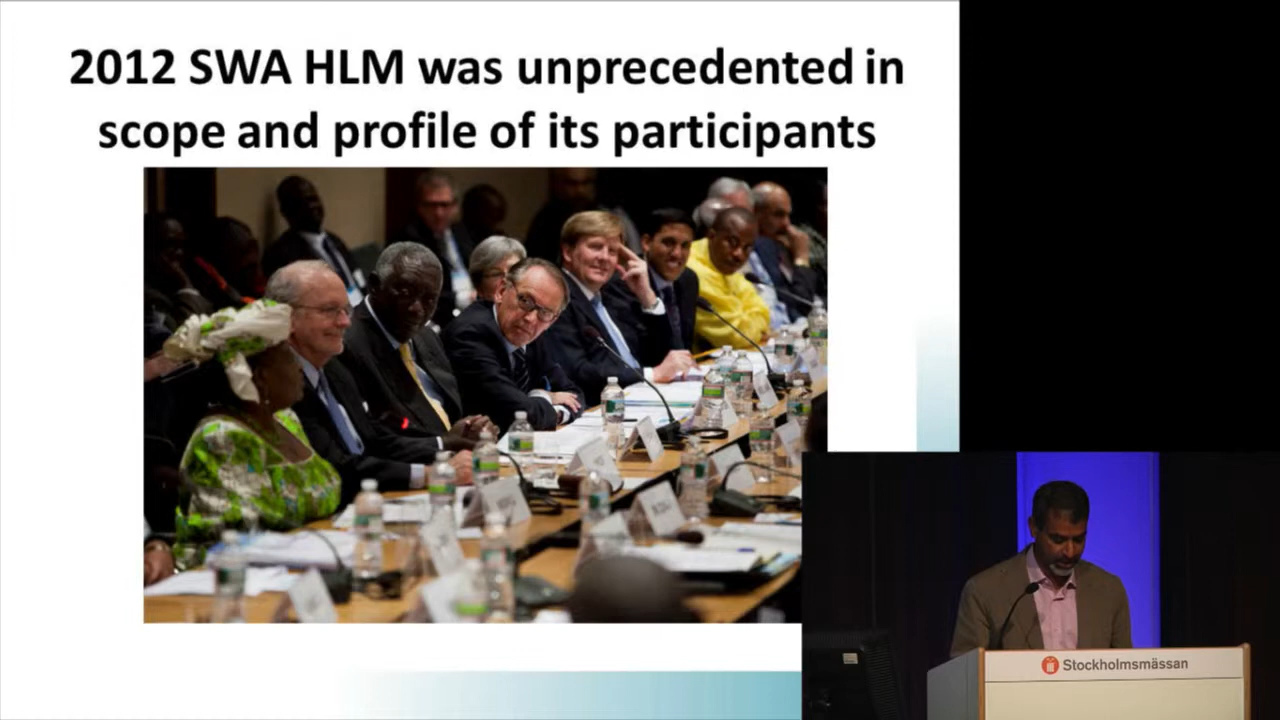 2012 SWA HLM was unprecedented in
scope and profile of its participants
Stockholmsmässan